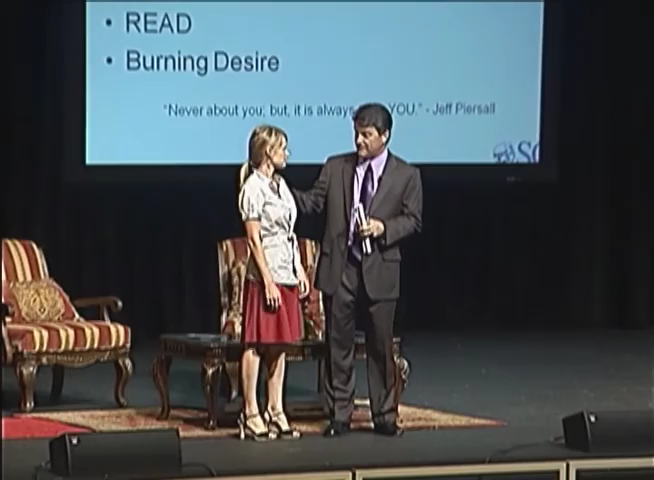 • READ
• Burning Desire
"Never about you; but, it is always YOU." - Jeff Piersall